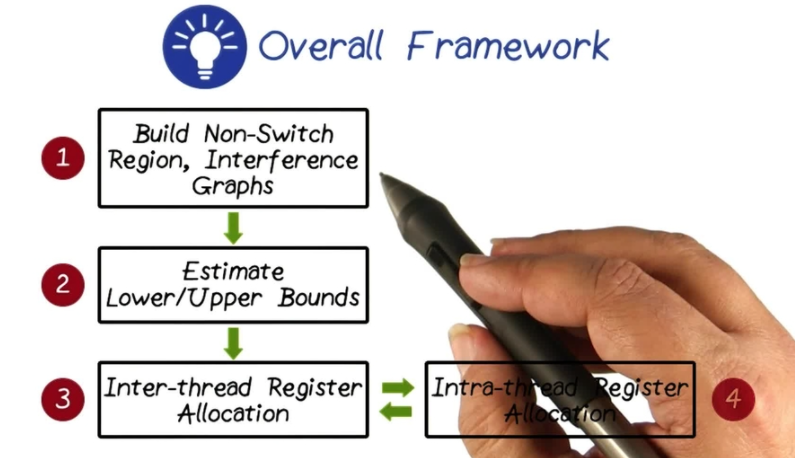 Overall Framework
1
Build Non-Switch
Region, Interference
Graphs
2
Estimate
Lower/Upper Bounds
3
Inter-thread Register
Allocation
Intra-thread Register
Allocation
4